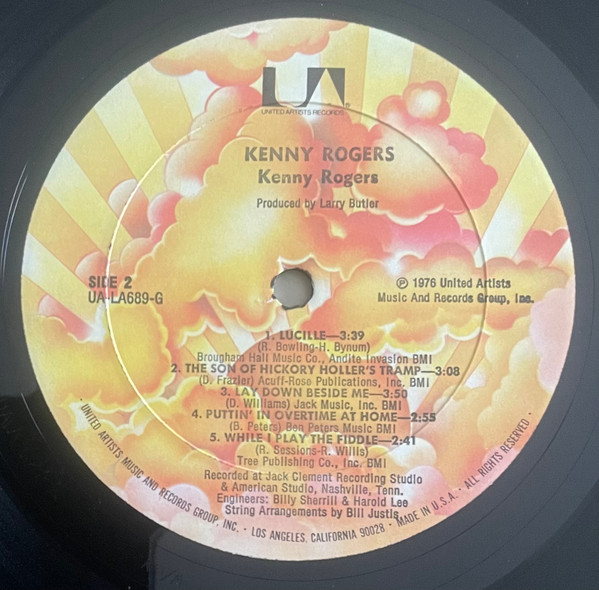 UA®
UNITED ARTISTS RECORDS
KENNY ROGERS
Kenny Rogers
Produced by Larry Butler
SIDE 2
UA-LA689-G
℗ 1976 United Artists
Music And Records Group, Inc.
1. LUCILLE—3:39
(R. Bowling-H. Bynum)
Brougham Hall Music Co., Andite Invasion BMI
2. THE SON OF HICKORY HOLLER'S TRAMP—3:08
(D. Frazier) Acuff-Rose Publications, Inc. BMI
3. LAY DOWN BESIDE ME—3:50
(D. Williams) Jack Music, Inc. BMI
4. PUTTIN' IN OVERTIME AT HOME—2:55
(B. Peters) Ben Peters Music BMI
5. WHILE I PLAY THE FIDDLE—2:41
(R. Sessions-R. Willis)
Tree Publishing Co., Inc. BMI
Recorded at Jack Clement Recording Studio
& American Studio, Nashville, Tenn.
Engineers: Billy Sherrill & Harold Lee
String Arrangements by Bill Justis
· UNITED ARTISTS MUSIC AND RECORDS GROUP, INC. · LOS ANGELES, CALIFORNIA 90028 · MADE IN U.S.A. · ALL RIGHTS RESERVED ·